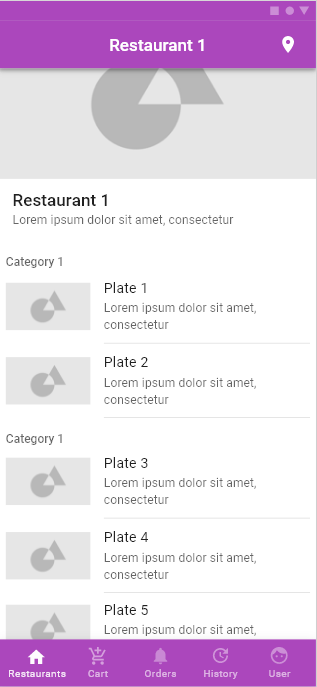 Restaurant 1
Restaurant 1
Lorem ipsum dolor sit amet, consectetur
Category 1
Plate 1
Lorem ipsum dolor sit amet,
consectetur
Plate 2
Lorem ipsum dolor sit amet,
consectetur
Category 1
Plate 3
Lorem ipsum dolor sit amet,
consectetur
Plate 4
Lorem ipsum dolor sit amet,
consectetur
Plate 5
Lorem ipsum dolor sit amet,
Restaurants Cart Orders History User